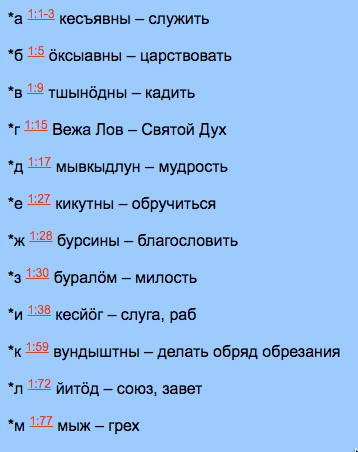 *а 1:1-3 кесъявны – служить
*б 1:5 ӧксыавны – царствовать
*в 1:9 тшынӧдны – кадить
*г 1:15 Вежа Лов – Святой Дух
*д 1:17 мывкыдлун – мудрость
*е 1:27 кикутны – обручиться
*ж 1:28 бурсины – благословить
*з 1:30 буралӧм – милость
*и 1:38 кесйӧг – слуга, раб
*к 1:59 вундыштны – делать обряд обрезания
*л 1:72 йитӧд – союз, завет
*м 1:77 мыж – грех